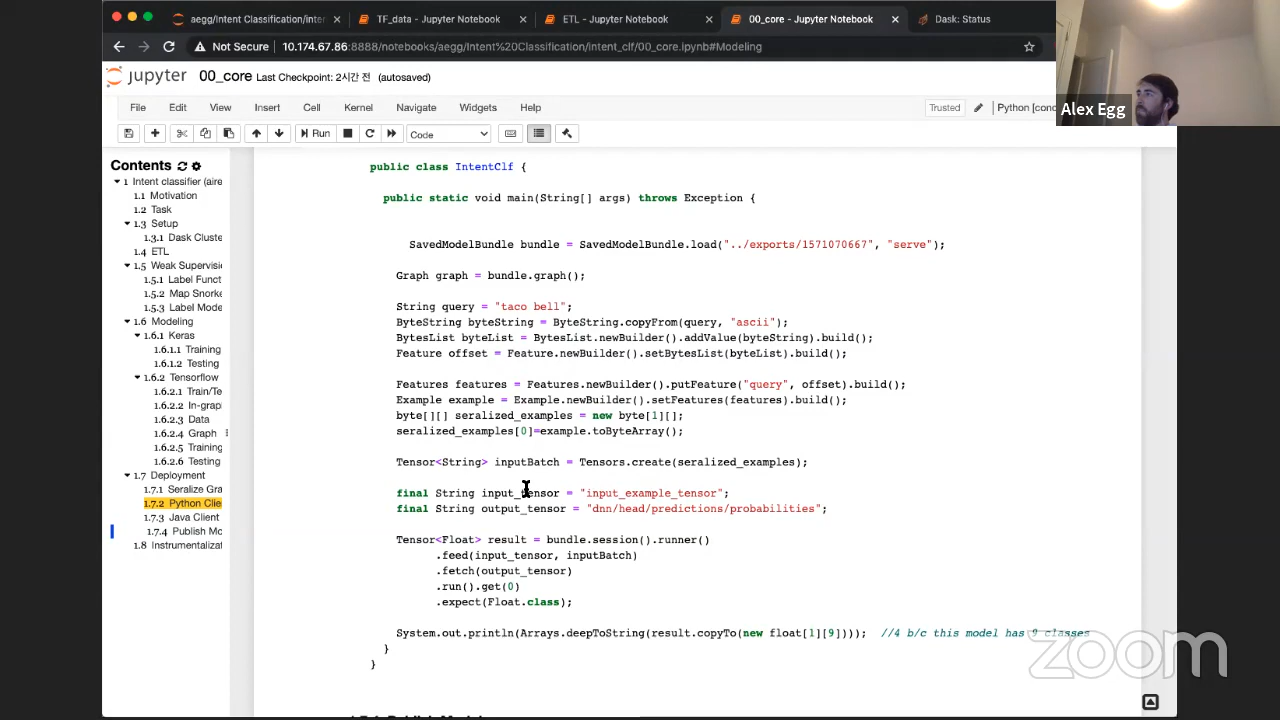 aegg/Intent Classification/inter
TF_data - Jupyter Notebook
ETL - Jupyter Notebook
00_core - Jupyter Notebook
Dask: Status
Not Secure 10.174.67.86:8888/notebooks/aegg/Intent%20Classification/intent_clf/00_core.ipynb#Modeling
Alex Egg
jupyter 00_core Last Checkpoint: 2시간 전 (autosaved)
File Edit View Insert Cell Kernel Navigate Widgets Help
Trusted Python [cond
Run Code
Contents
1 Intent classifier (aire
1.1 Motivation
1.2 Task
1.3 Setup
1.3.1 Dask Cluste
1.4 ETL
1.5 Weak Supervisio
1.5.1 Label Funct
1.5.2 Map Snorke
1.5.3 Label Mode
1.6 Modeling
1.6.1 Keras
1.6.1.1 Training
1.6.1.2 Testing
1.6.2 Tensorflow
1.6.2.1 Train/Te
1.6.2.2 In-grap
1.6.2.3 Data
1.6.2.4 Graph
1.6.2.5 Training
1.6.2.6 Testing
1.7 Deployment
1.7.1 Seralize Gra
1.7.2 Python Clie
1.7.3 Java Client
1.7.4 Publish Mo
1.8 Instrumentalizat
public class IntentClf {
public static void main(String[] args) throws Exception {
SavedModelBundle bundle = SavedModelBundle.load("../exports/1571070667", "serve");
Graph graph = bundle.graph();
String query = "taco bell";
ByteString byteString = ByteString.copyFrom(query, "ascii");
BytesList byteList = BytesList.newBuilder().addValue(byteString).build();
Feature offset = Feature.newBuilder().setBytesList(byteList).build();
Features features = Features.newBuilder().putFeature("query", offset).build();
Example example = Example.newBuilder().setFeatures(features).build();
byte[][] seralized_examples = new byte[1][];
seralized_examples[0]=example.toByteArray();
Tensor<String> inputBatch = Tensors.create(seralized_examples);
final String input_tensor = "input_example_tensor";
final String output_tensor = "dnn/head/predictions/probabilities";
Tensor<Float> result = bundle.session().runner()
.feed(input_tensor, inputBatch)
.fetch(output_tensor)
.run().get(0)
.expect(Float.class);
System.out.println(Arrays.deepToString(result.copyTo(new float[1][9]))); //4 b/c this model has 9 classes
}
}
zoom